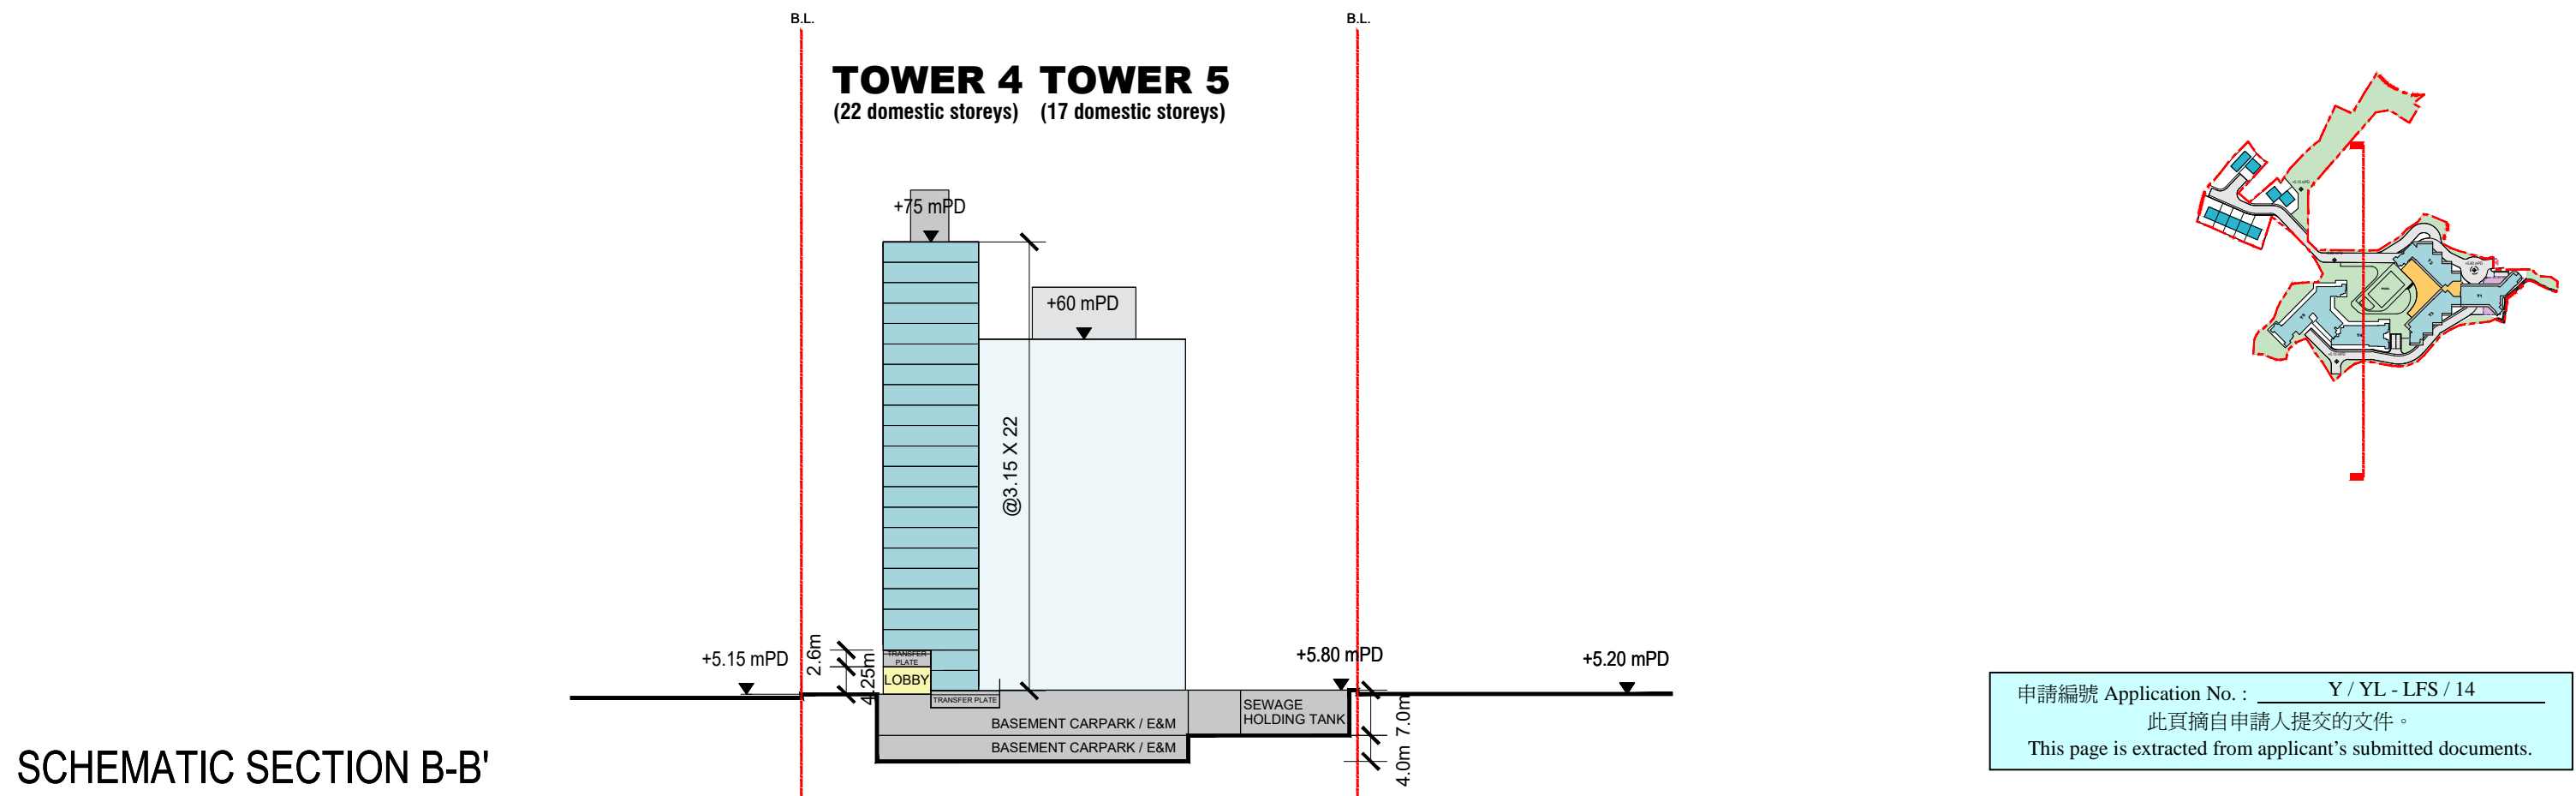 B.L.
B.L.
TOWER 4 TOWER 5
(22 domestic storeys) (17 domestic storeys)
+75 mPD
+60 mPD
@3.15 X 22
+5.15 mPD
2.6m
4.25m
TRANSFER
PLATE
LOBBY
TRANSFER PLATE
+5.80 mPD
+5.20 mPD
SEWAGE
HOLDING TANK
BASEMENT CARPARK / E&M
BASEMENT CARPARK / E&M
7.0m
4.0m
SCHEMATIC SECTION B-B'
申請編號 Application No. : Y / YL - LFS / 14
此頁摘自申請人提交的文件。
This page is extracted from applicant's submitted documents.